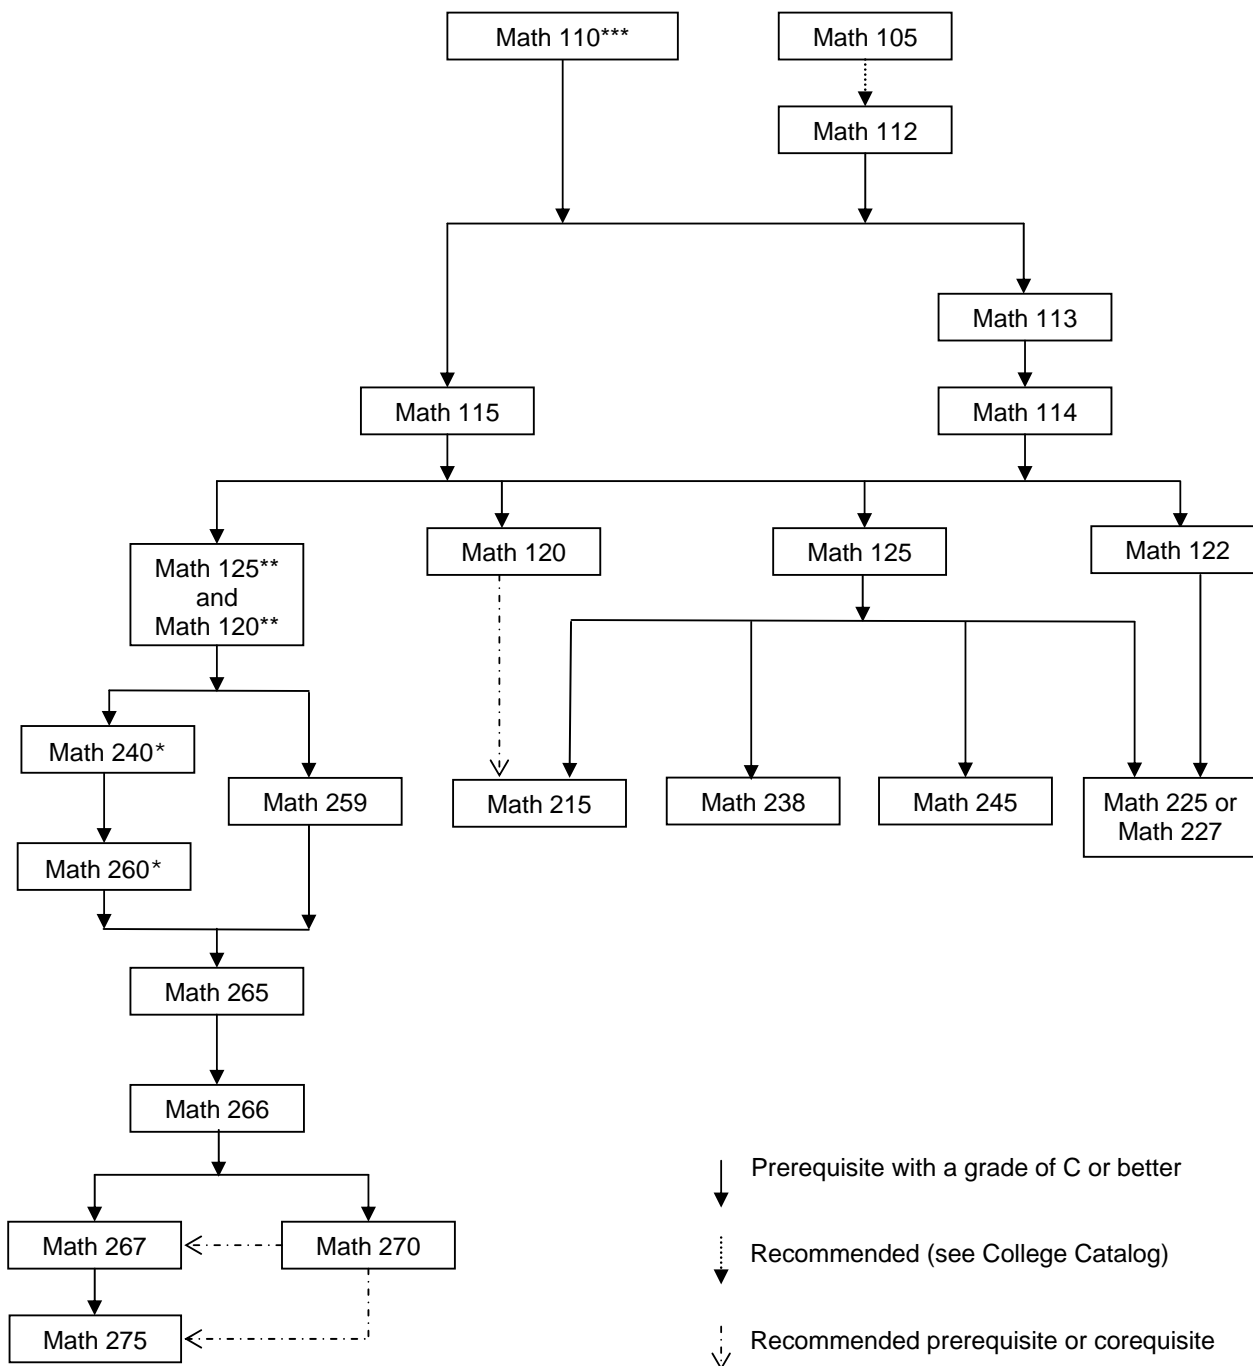 Math 110***
Math 105
Math 112
Math 113
Math 115
Math 114
Math 125**
and
Math 120**
Math 120
Math 125
Math 122
Math 240*
Math 259
Math 215
Math 238
Math 245
Math 225 or
Math 227
Math 260*
Math 265
Math 266
Prerequisite with a grade of C or better
Math 267
Math 270
Recommended (see College Catalog)
Math 275
Recommended prerequisite or corequisite